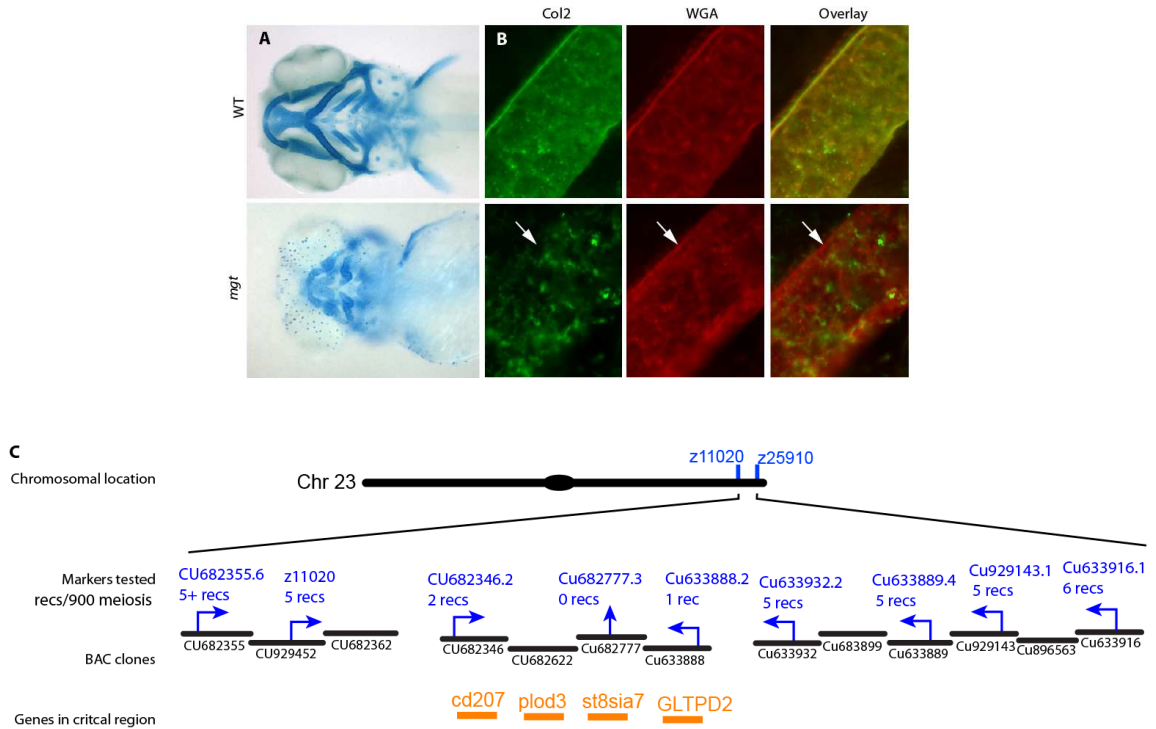 Col2 WGA Overlay
A B
WT
mgt
C
z11020 z25910
Chromosomal location
Chr 23
Markers tested
recs/900 meiosis
CU682355.6
5+ recs
z11020
5 recs
CU682346.2
2 recs
Cu682777.3
0 recs
Cu633888.2
1 rec
Cu633932.2
5 recs
Cu633889.4
5 recs
Cu929143.1
5 recs
Cu633916.1
6 recs
BAC clones
CU682355
CU929452
CU682362
CU682346
CU682622
Cu682777
Cu633888
Cu633932
Cu683899
Cu633889
Cu929143
Cu896563
Cu633916
Genes in critcal region
cd207 plod3 st8sia7 GLTPD2